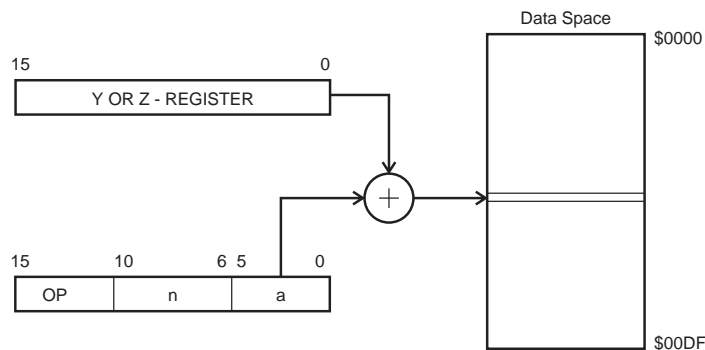 Data Space
$0000
15 0
Y OR Z - REGISTER
+
15 10 6 5 0
OP n a
$00DF